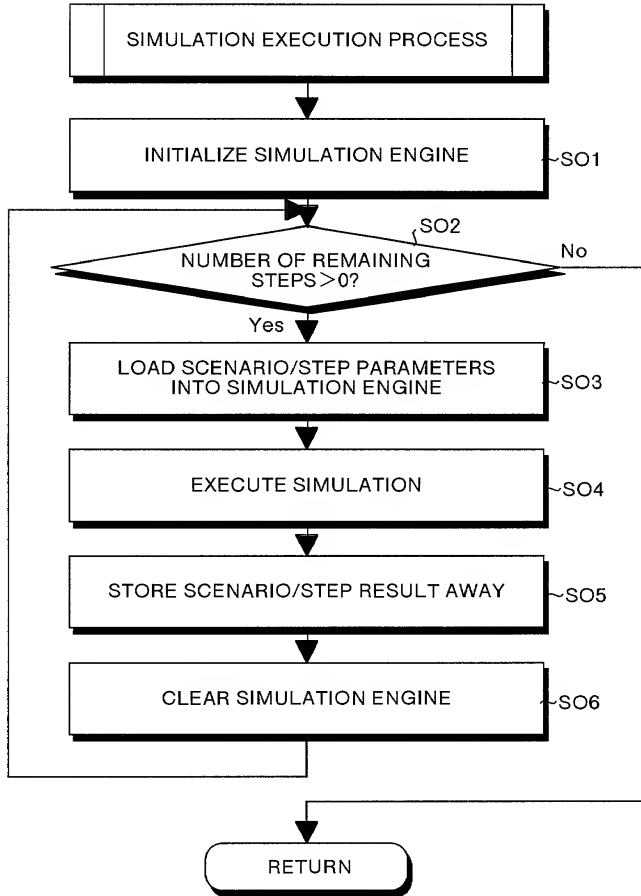 SIMULATION EXECUTION PROCESS
INITIALIZE SIMULATION ENGINE
SO1
SO2
NUMBER OF REMAINING
STEPS>0?
No
Yes
LOAD SCENARIO/STEP PARAMETERS
INTO SIMULATION ENGINE
SO3
EXECUTE SIMULATION
SO4
STORE SCENARIO/STEP RESULT AWAY
SO5
CLEAR SIMULATION ENGINE
SO6
RETURN